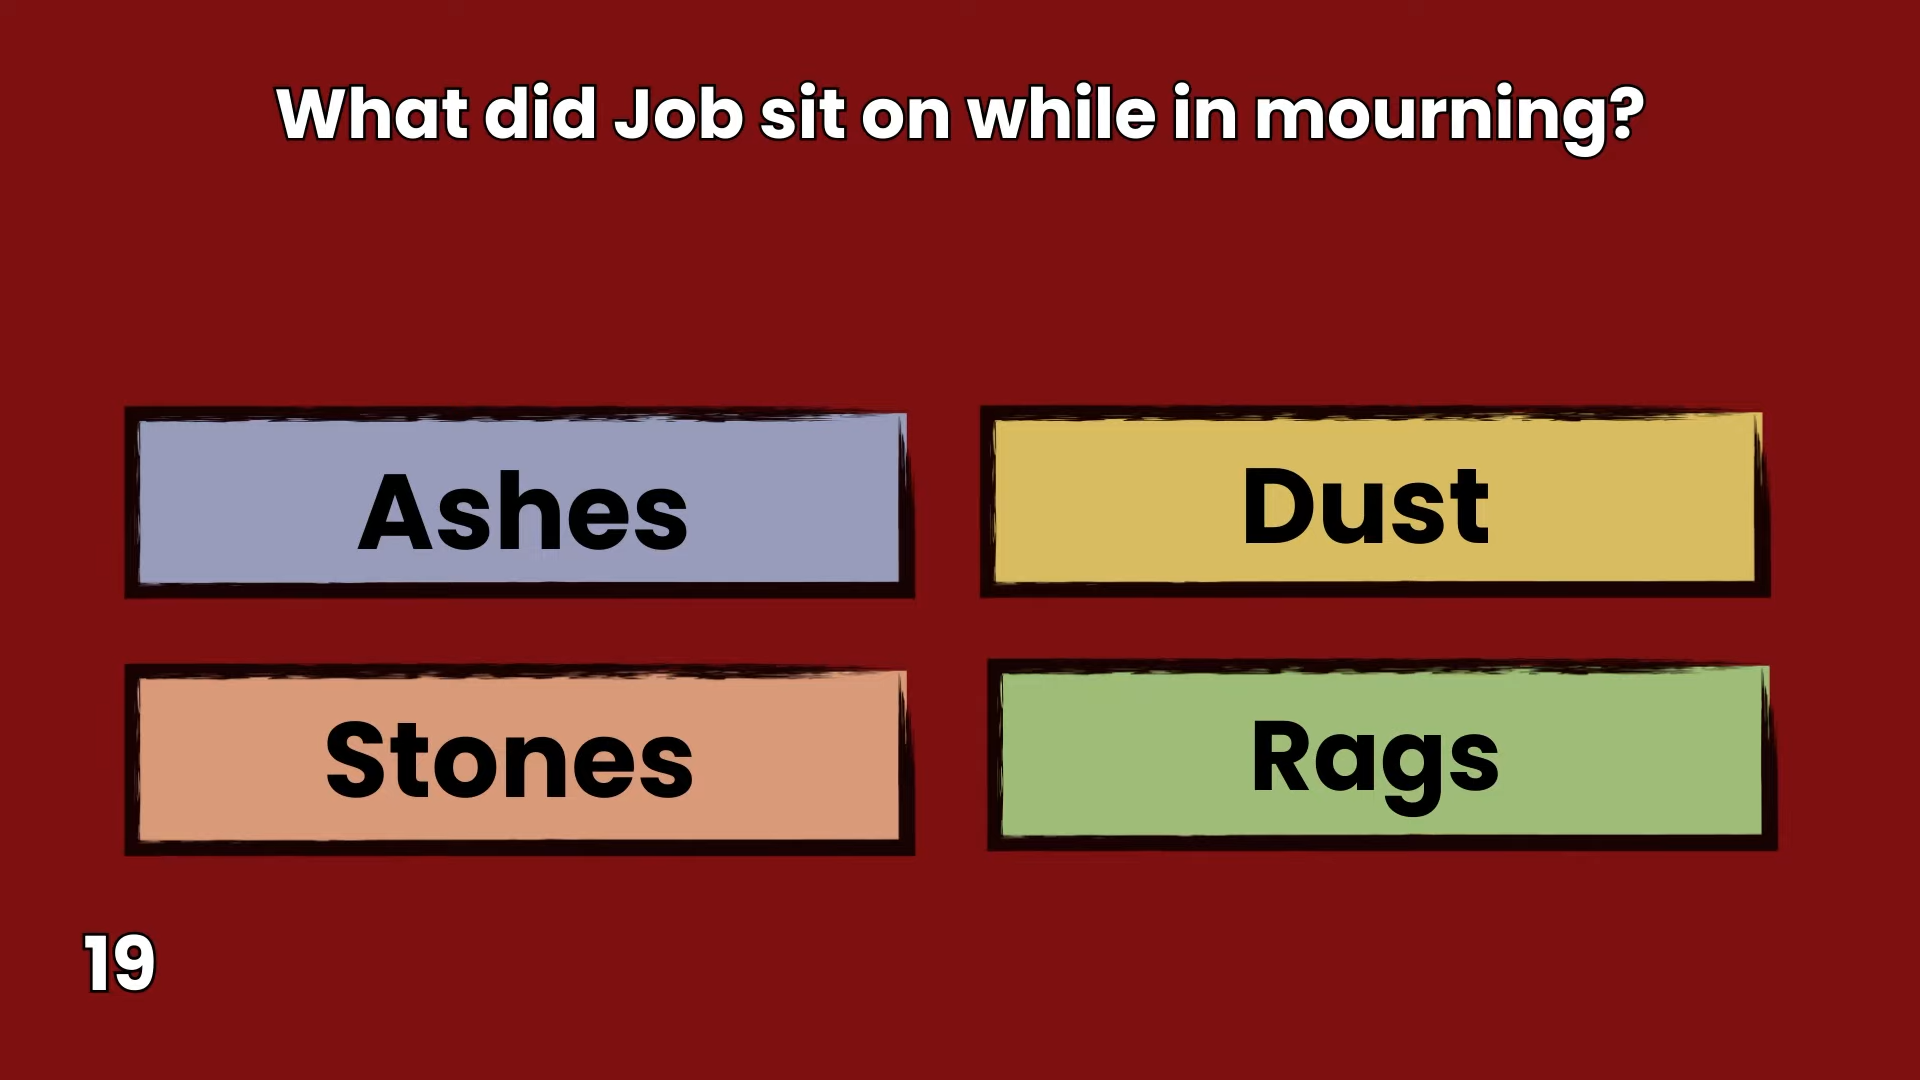 What did Job sit on while in mourning?
Ashes
Dust
Stones
Rags
19